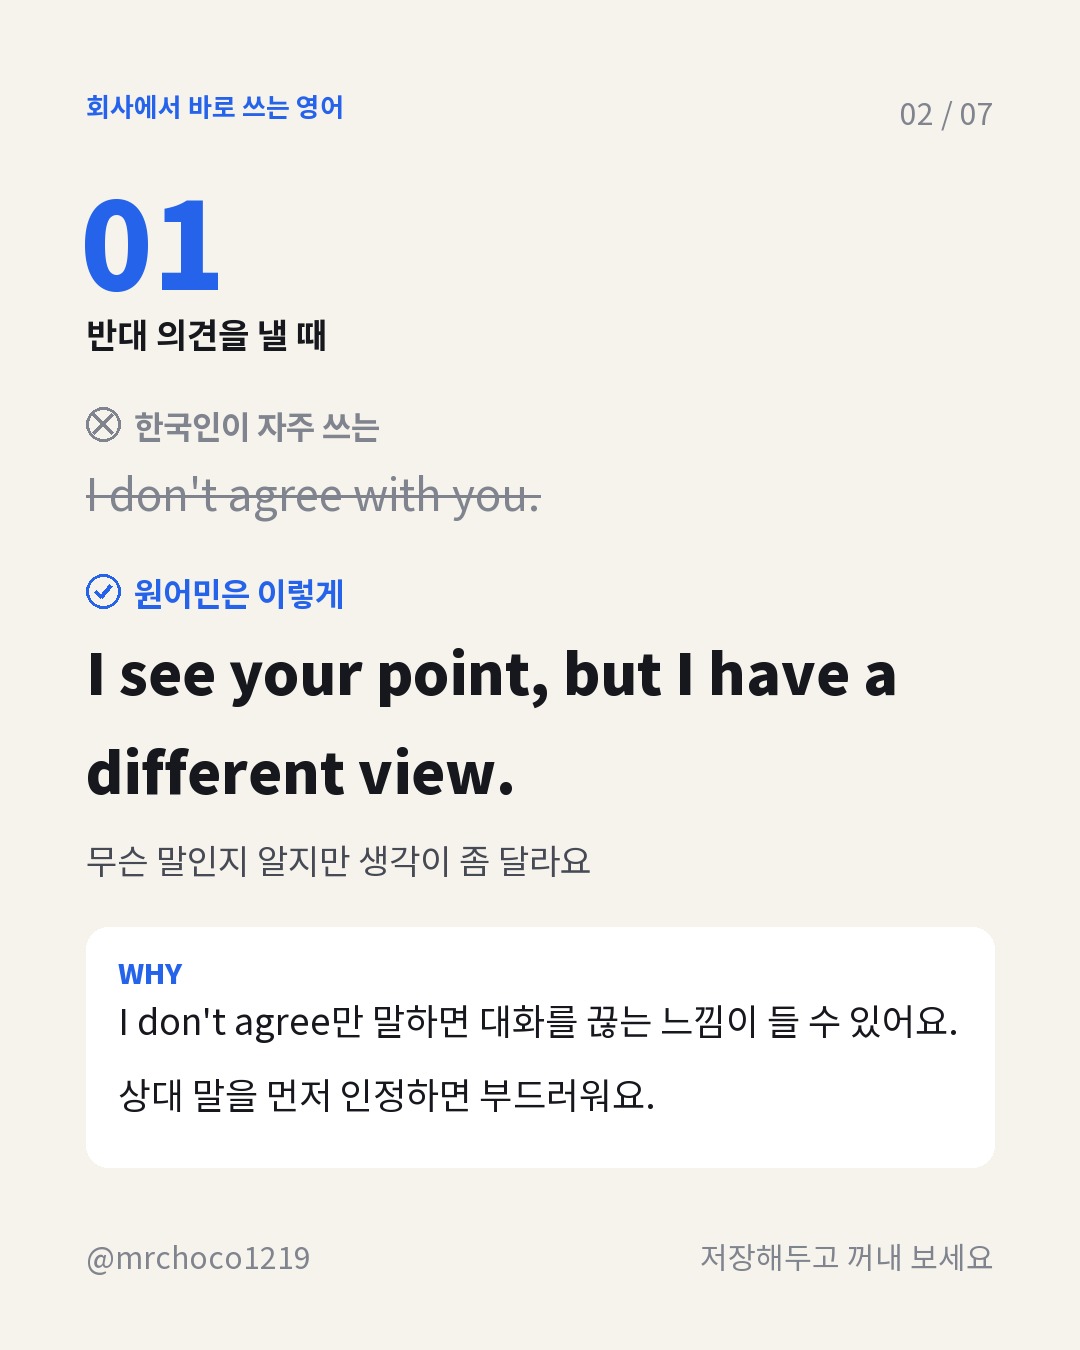 회사에서 바로 쓰는 영어
02 / 07
01
반대 의견을 낼 때
한국인이 자주 쓰는
I don't agree with you.
원어민은 이렇게
I see your point, but I have a
different view.
무슨 말인지 알지만 생각이 좀 달라요
WHY
I don't agree만 말하면 대화를 끊는 느낌이 들 수 있어요.
상대 말을 먼저 인정하면 부드러워요.
@mrchoco1219
저장해두고 꺼내 보세요